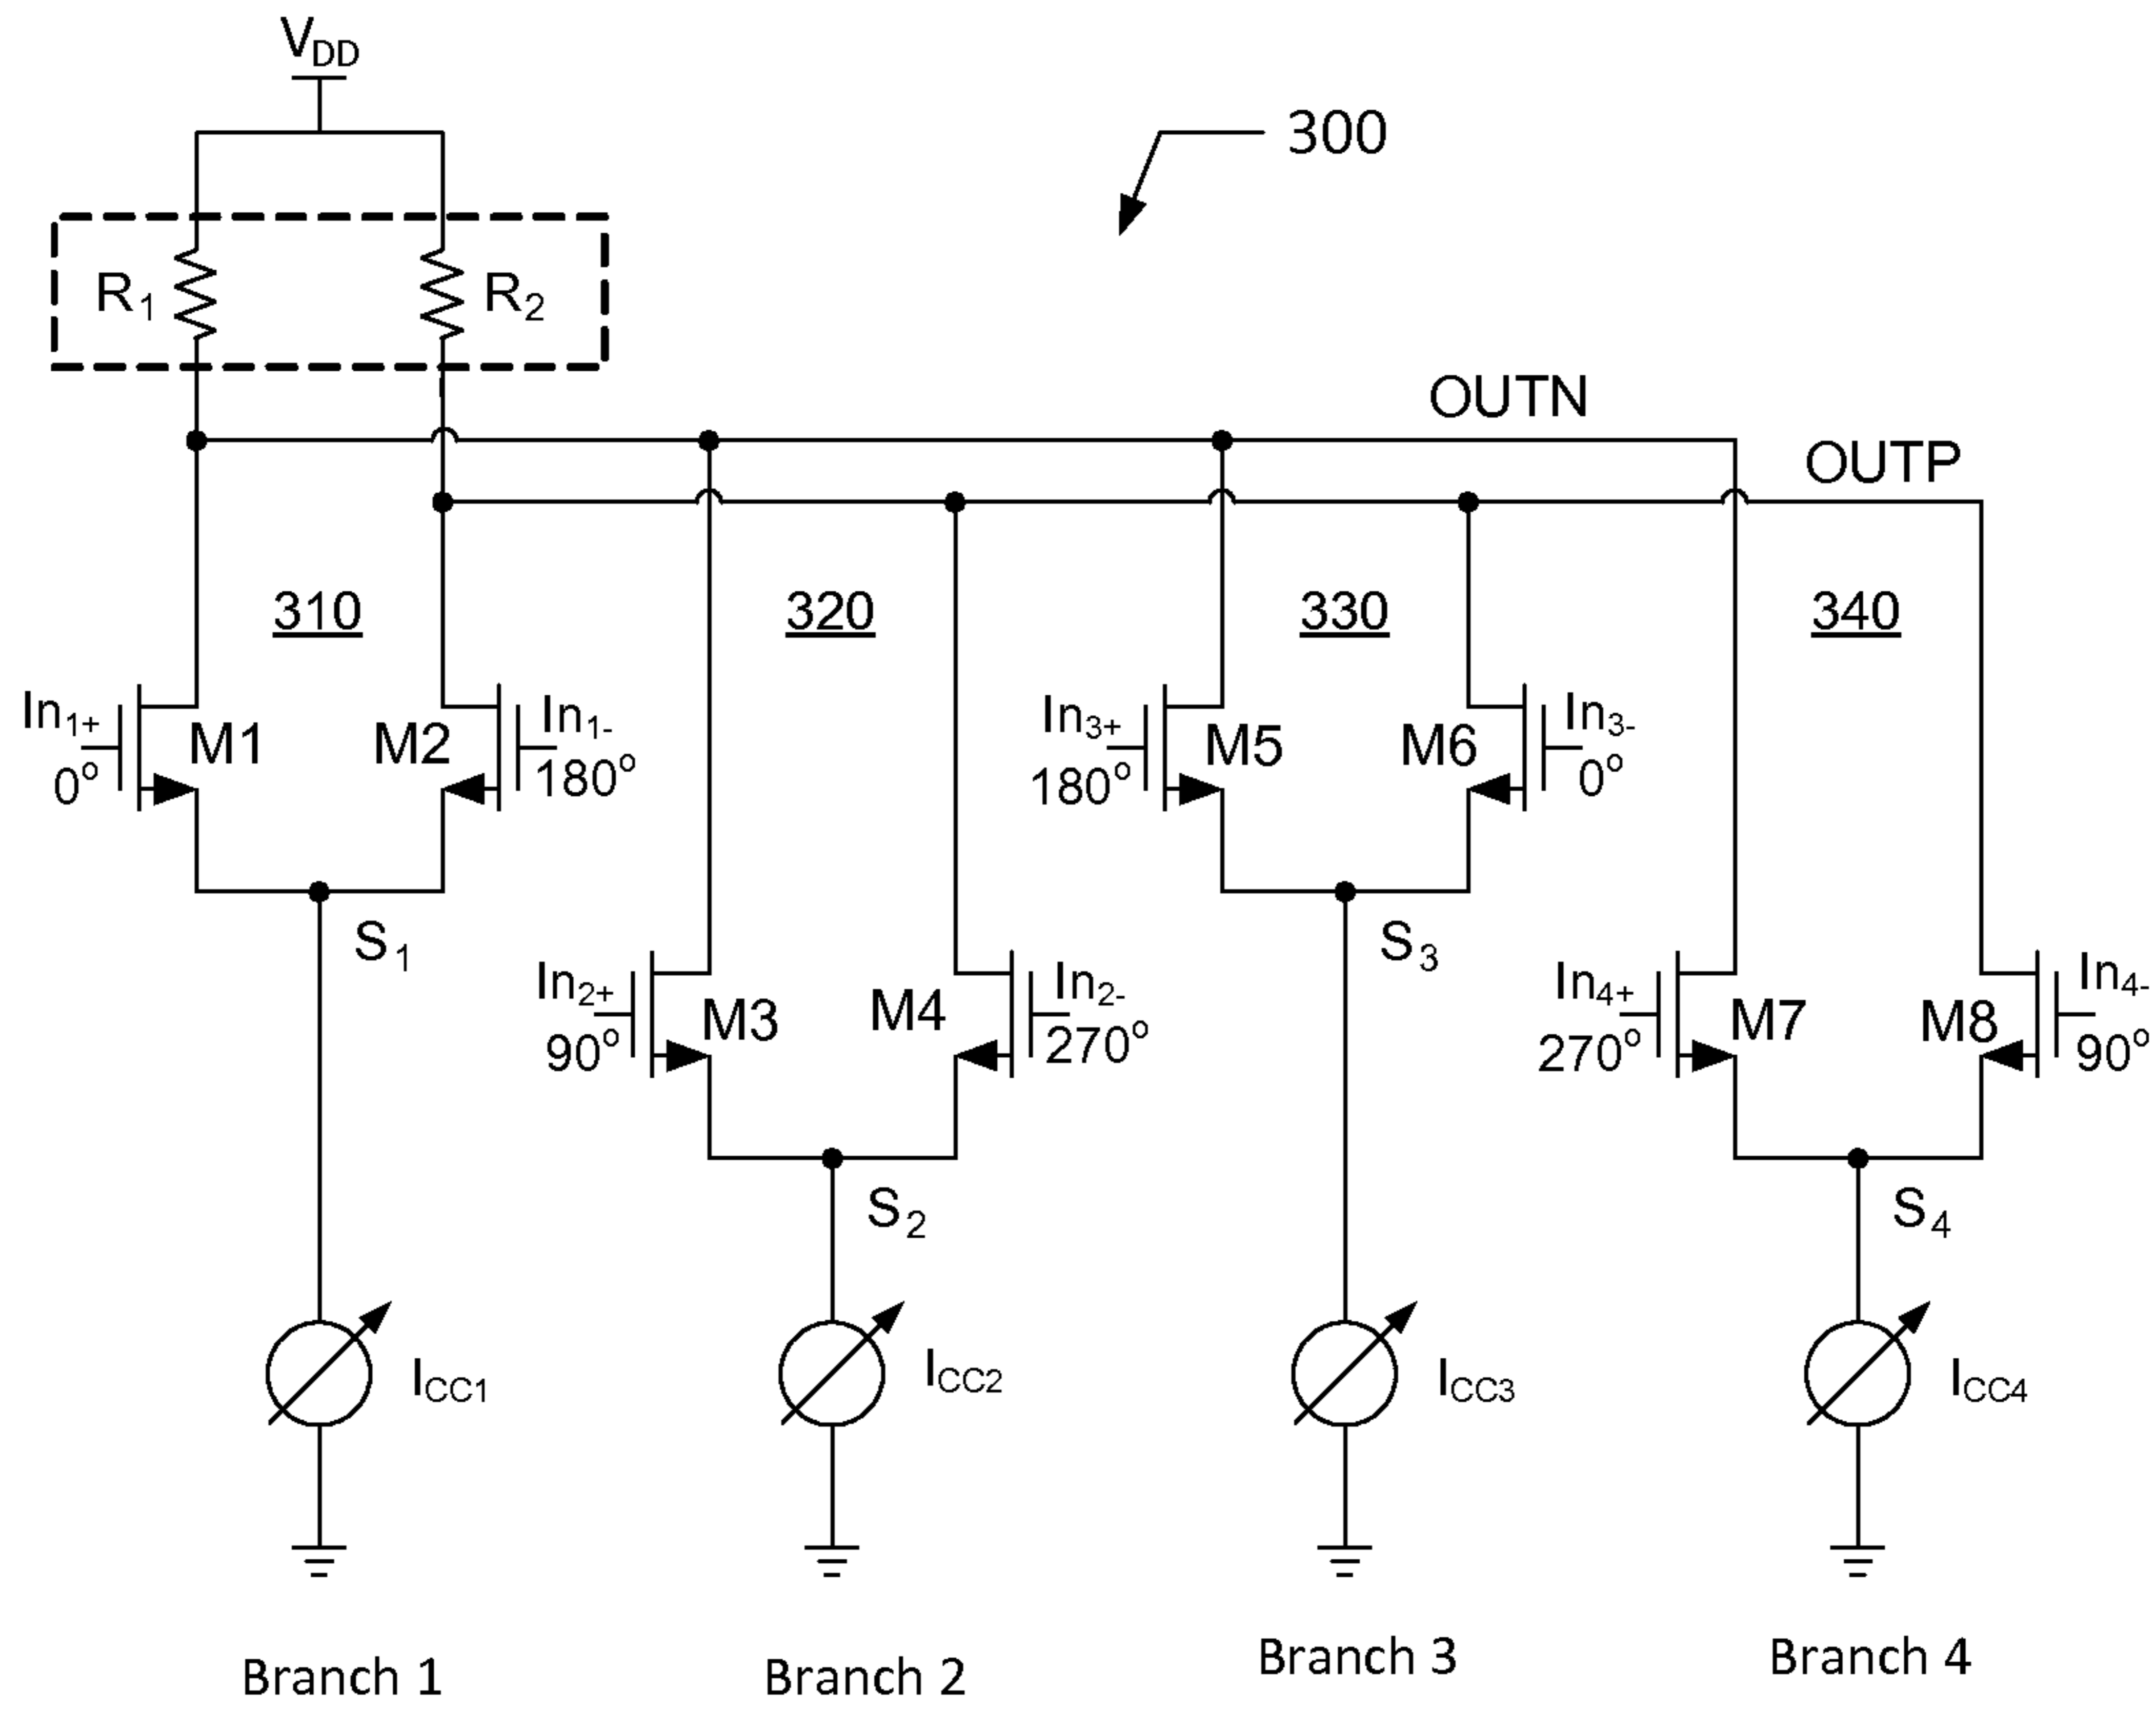 V_DD
300
R1
R2
OUTN
OUTP
310
320
330
340
In1+
0°
M1
M2
In1-
180°
In3+
180°
M5
M6
In3-
0°
S1
S3
In2+
90°
M3
M4
In2-
270°
In4+
270°
M7
M8
In4-
90°
S2
S4
ICC1
ICC2
ICC3
ICC4
Branch 1
Branch 2
Branch 3
Branch 4